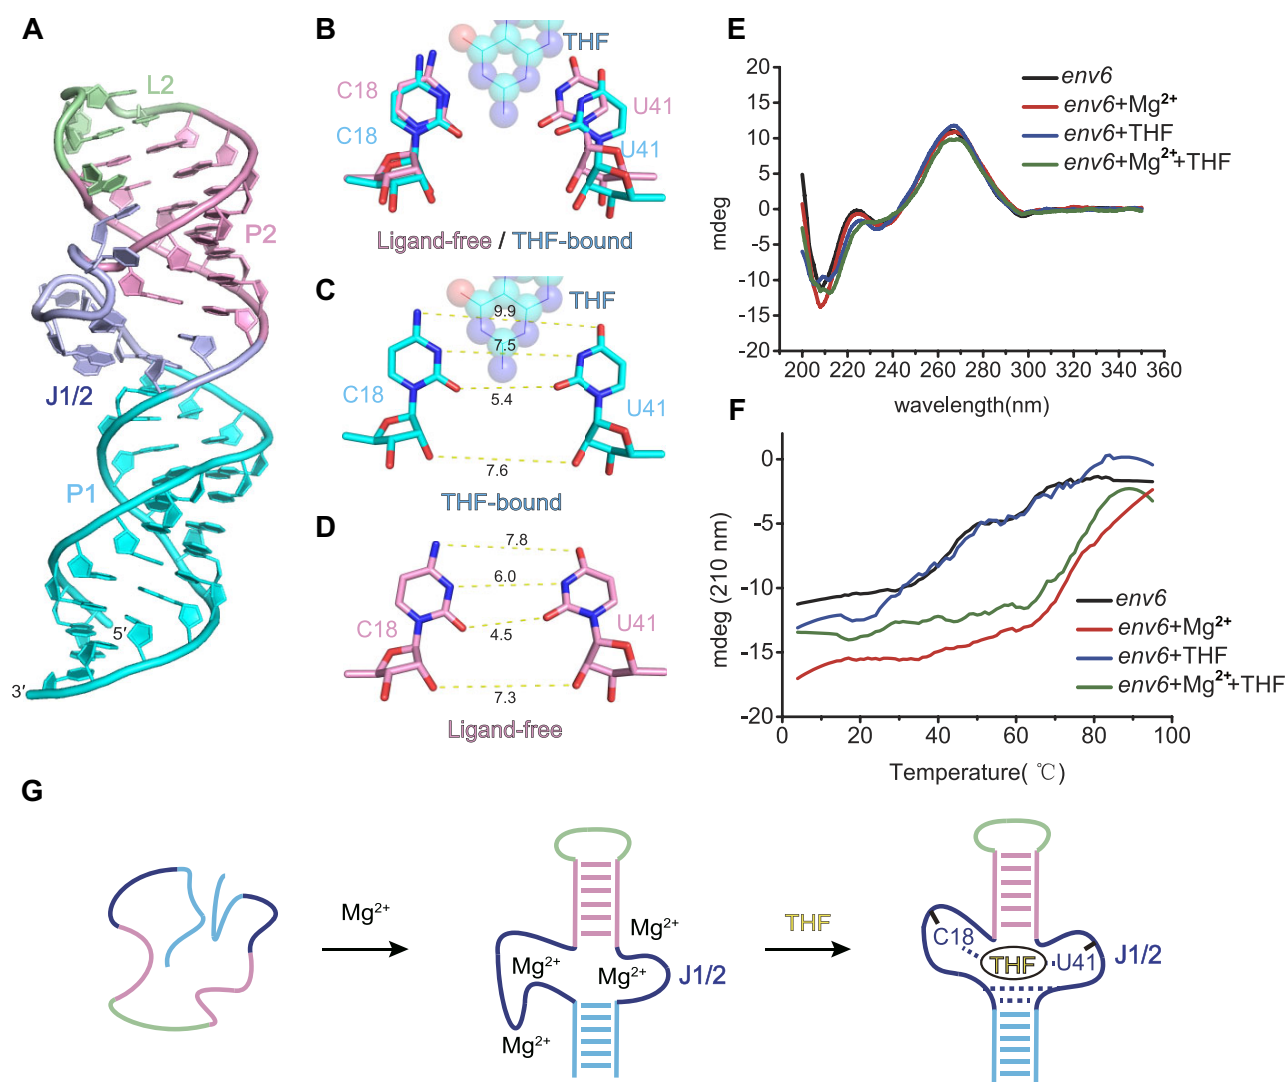 A
L2
P2
J1/2
P1
5′
3′
B
THF
C18
U41
C18
U41
Ligand-free / THF-bound
C
THF
9.9
7.5
C18
5.4
U41
7.6
THF-bound
D
7.8
6.0
C18
4.5
U41
7.3
Ligand-free
E
20
15
10
5
0
-5
-10
-15
-20
mdeg
200 220 240 260 280 300 320 340 360
wavelength(nm)
env6
env6+Mg²⁺
env6+THF
env6+Mg²⁺+THF
F
0
-5
-10
-15
-20
mdeg (210 nm)
0 20 40 60 80 100
Temperature( ℃)
env6
env6+Mg²⁺
env6+THF
env6+Mg²⁺+THF
G
Mg²⁺
Mg²⁺
Mg²⁺
Mg²⁺
J1/2
Mg²⁺
THF
C18
THF
U41
J1/2